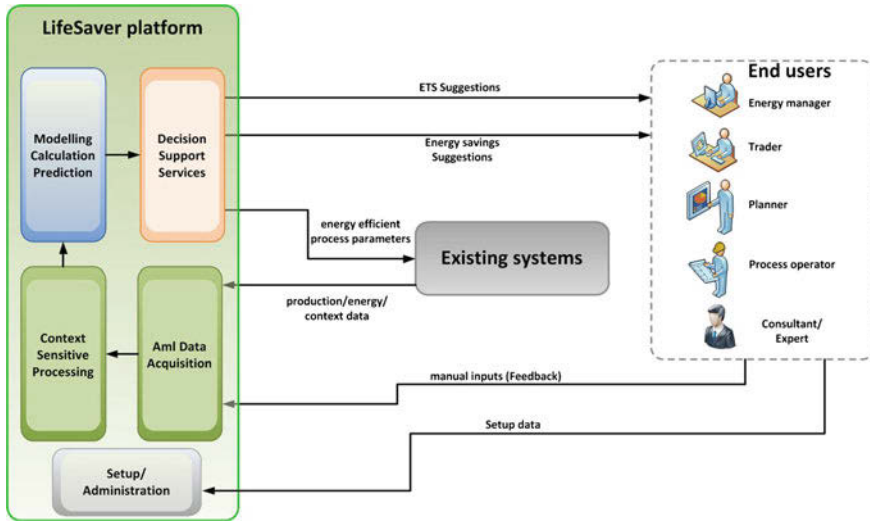 LifeSaver platform
Modelling
Calculation
Prediction
Decision
Support
Services
Context
Sensitive
Processing
AmI Data
Acquisition
Setup/
Administration
ETS Suggestions
Energy savings
Suggestions
energy efficient
process parameters
Existing systems
production/energy/
context data
manual inputs (Feedback)
Setup data
End users
Energy manager
Trader
Planner
Process operator
Consultant/
Expert